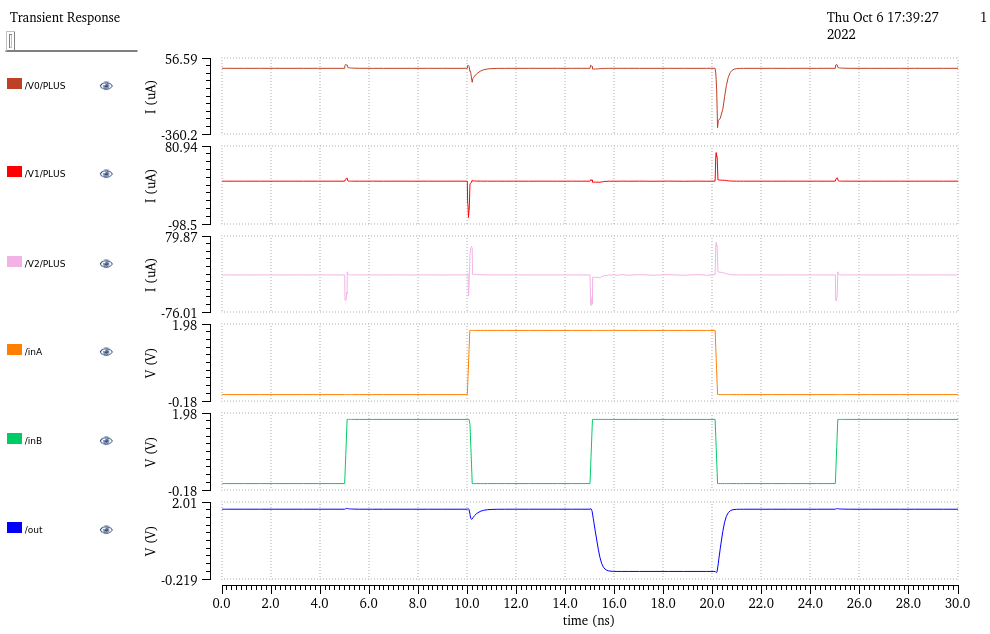 Transient Response
Thu Oct 6 17:39:27 1
2022
/V0/PLUS
56.59
I (uA)
-360.2
/V1/PLUS
80.94
I (uA)
-98.5
/V2/PLUS
79.87
I (uA)
-76.01
/inA
1.98
V (V)
-0.18
/inB
1.98
V (V)
-0.18
/out
2.01
V (V)
-0.219
0.0 2.0 4.0 6.0 8.0 10.0 12.0 14.0 16.0 18.0 20.0 22.0 24.0 26.0 28.0 30.0
time (ns)